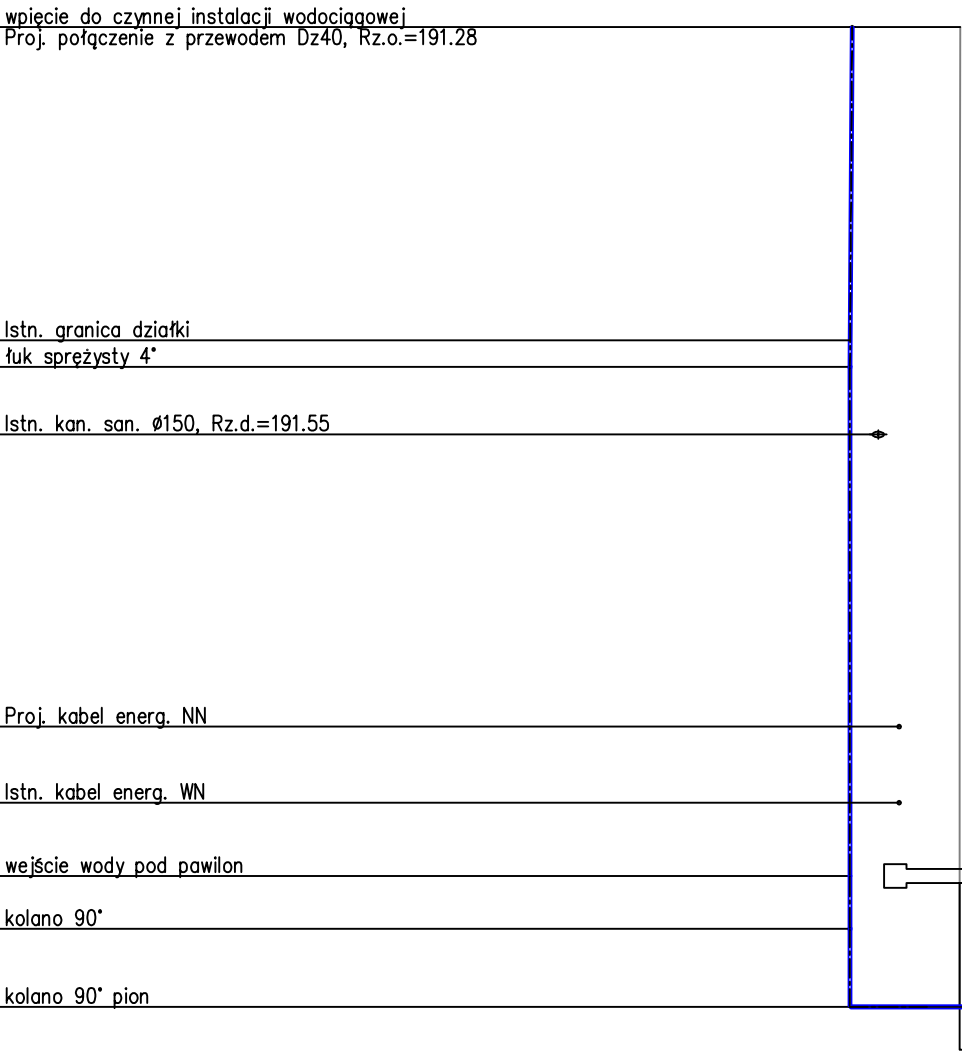 wpięcie do czynnej instalacji wodociągowej
Proj. połączenie z przewodem Dz40, Rz.o.=191.28
Istn. granica działki
łuk sprężysty 4°
Istn. kan. san. Ø150, Rz.d.=191.55
Proj. kabel energ. NN
Istn. kabel energ. WN
wejście wody pod pawilon
kolano 90°
kolano 90° pion